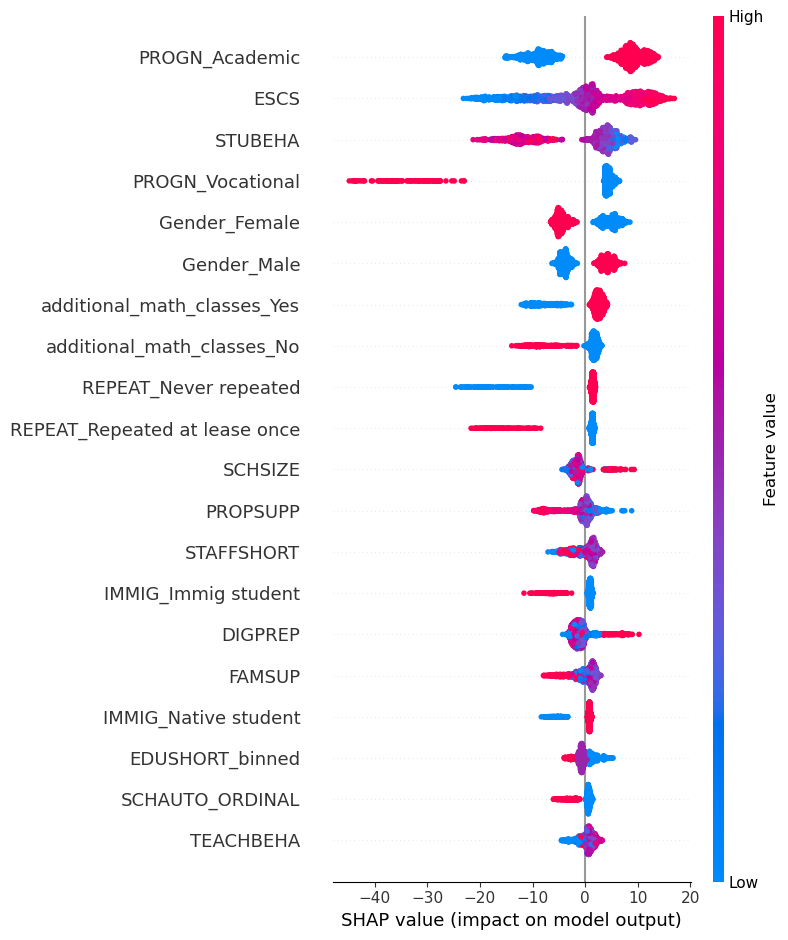 High
PROGN_Academic
ESCS
STUBEHA
PROGN_Vocational
Gender_Female
Gender_Male
additional_math_classes_Yes
additional_math_classes_No
REPEAT_Never repeated
REPEAT_Repeated at lease once
SCHSIZE
PROPSUPP
STAFFSHORT
IMMIG_Immig student
DIGPREP
FAMSUP
IMMIG_Native student
EDUSHORT_binned
SCHAUTO_ORDINAL
TEACHBEHA
Feature value
Low
−40 −30 −20 −10 0 10 20
SHAP value (impact on model output)